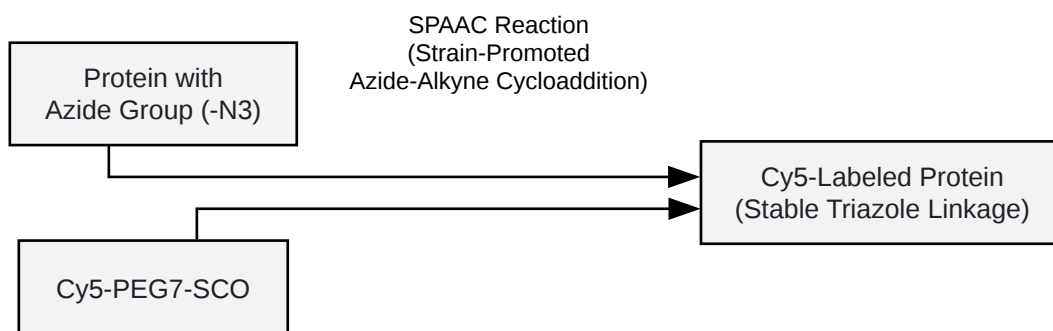 SPAAC Reaction
(Strain-Promoted
Azide-Alkyne Cycloaddition)
Protein with
Azide Group (-N3)
Cy5-Labeled Protein
(Stable Triazole Linkage)
Cy5-PEG7-SCO